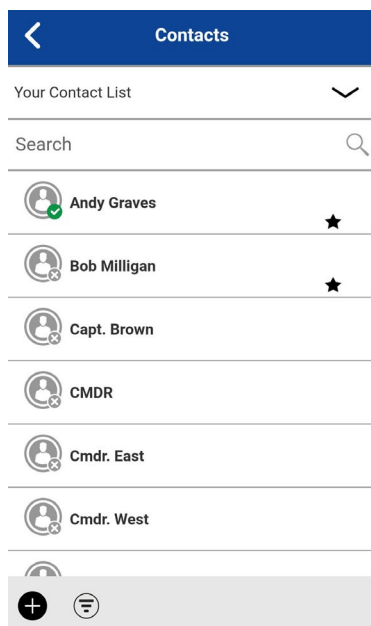 Contacts
Your Contact List
Search
Andy Graves
Bob Milligan
Capt. Brown
CMDR
Cmdr. East
Cmdr. West